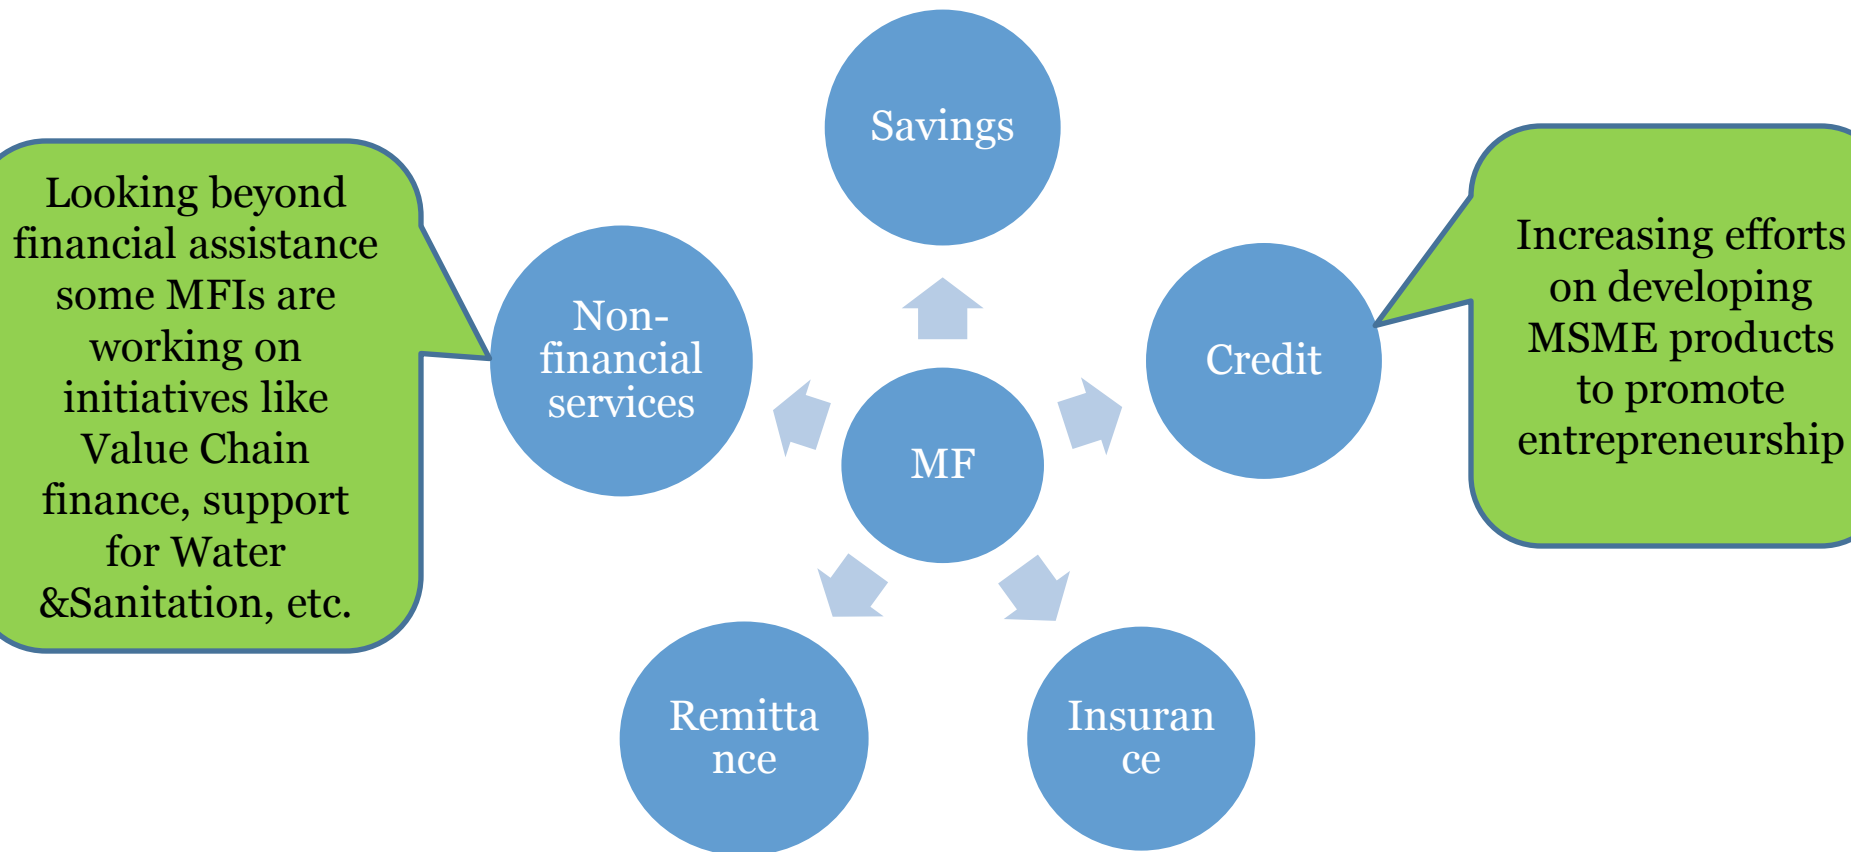 Savings
Looking beyond
financial assistance
some MFIs are
working on
initiatives like
Value Chain
finance, support
for Water
&Sanitation, etc.
Non-
financial
services
MF
Credit
Increasing efforts
on developing
MSME products
to promote
entrepreneurship
Remitta
nce
Insuran
ce